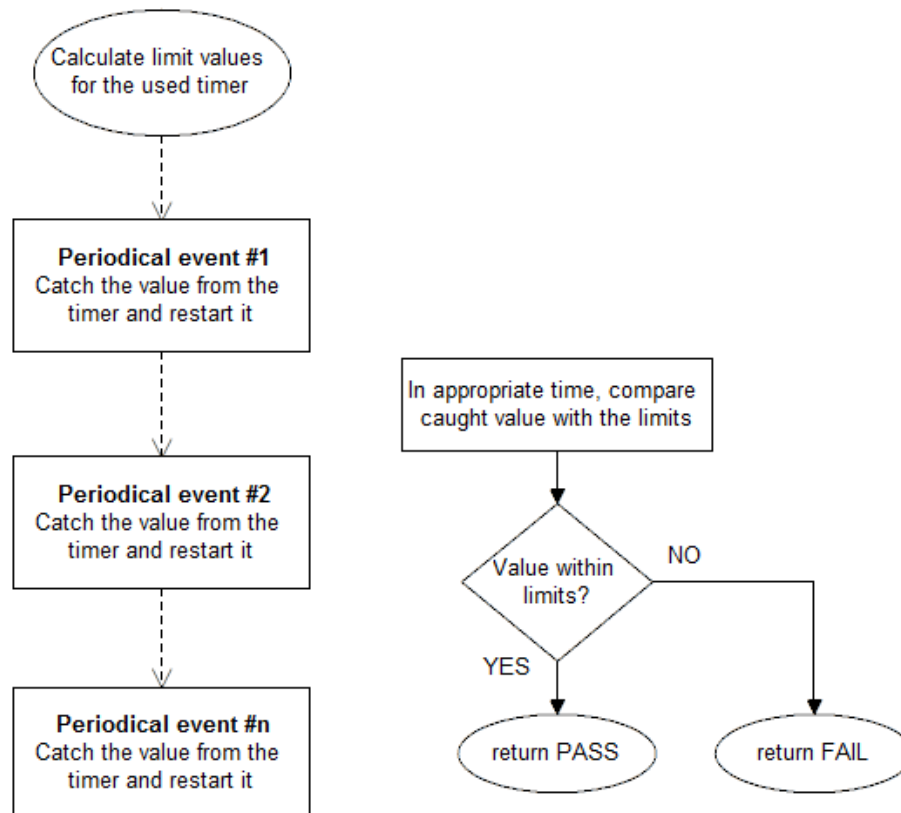 Calculate limit values
for the used timer
Periodical event #1
Catch the value from the
timer and restart it
Periodical event #2
Catch the value from the
timer and restart it
Periodical event #n
Catch the value from the
timer and restart it
In appropriate time, compare
caught value with the limits
Value within
limits?
NO
YES
return PASS
return FAIL